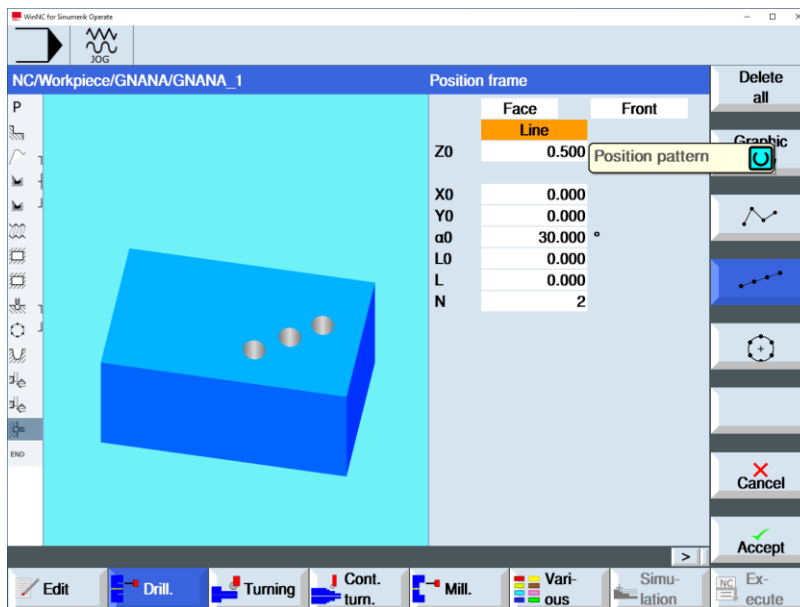 WinNC for Sinumerik Operate
JOG
NC/Workpiece/GNANA/GNANA_1
Position frame
P
END
Face
Front
Line
Z0 0.500
Position pattern
X0 0.000
Y0 0.000
α0 30.000 °
L0 0.000
L 0.000
N 2
Delete
all
Graphic
Cancel
Accept
>
Edit
Drill.
Turning
Cont.
turn.
Mill.
Vari-
ous
Simu-
lation
NC
Ex-
ecute